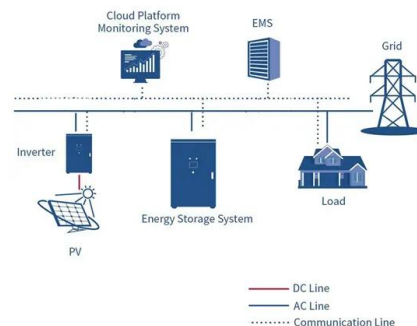 Cloud Platform
Monitoring System
EMS
Grid
Inverter
Energy Storage System
Load
PV
DC Line
AC Line
Communication Line